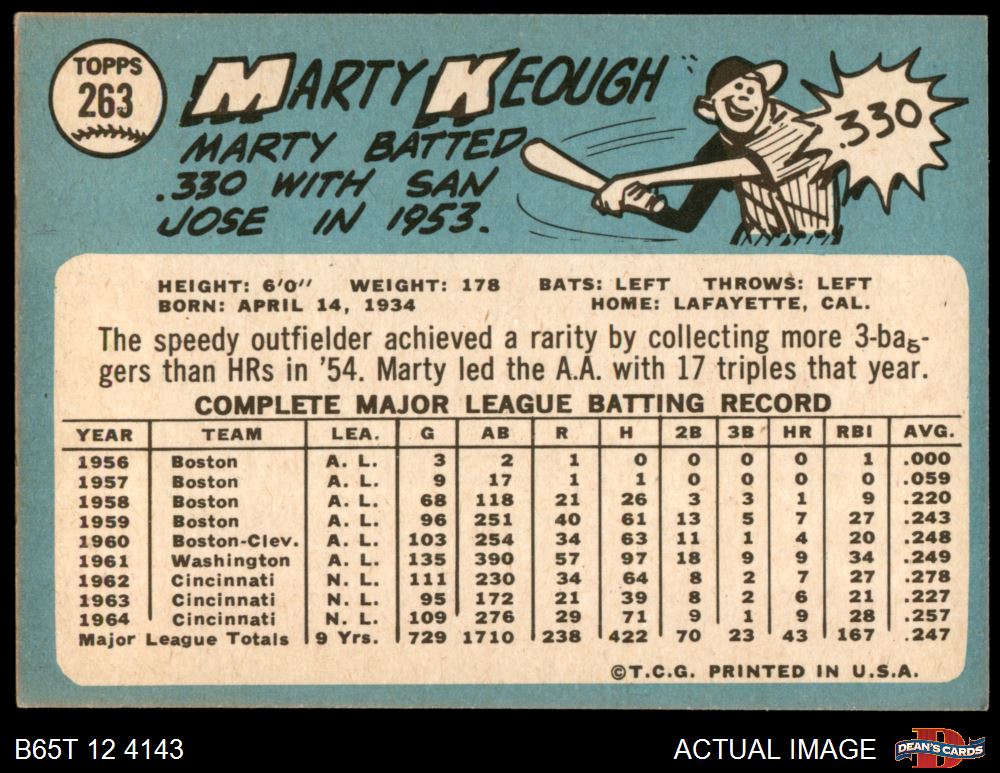 TOPPS
263
MARTY KEOUGH
MARTY BATTED
.330 WITH SAN
JOSE IN 1953.
.330
HEIGHT: 6'0" WEIGHT: 178 BATS: LEFT THROWS: LEFT
BORN: APRIL 14, 1934 HOME: LAFAYETTE, CAL.
The speedy outfielder achieved a rarity by collecting more 3-bag-
gers than HRs in '54. Marty led the A.A. with 17 triples that year.
COMPLETE MAJOR LEAGUE BATTING RECORD
YEAR TEAM LEA. G AB R H 2B 3B HR RBI AVG.
1956 Boston A. L. 3 2 1 0 0 0 0 1 .000
1957 Boston A. L. 9 17 1 1 0 0 0 0 .059
1958 Boston A. L. 68 118 21 26 3 3 1 9 .220
1959 Boston A. L. 96 251 40 61 13 5 7 27 .243
1960 Boston-Clev. A. L. 103 254 34 63 11 1 4 20 .248
1961 Washington A. L. 135 390 57 97 18 9 9 34 .249
1962 Cincinnati N. L. 111 230 34 64 8 2 7 27 .278
1963 Cincinnati N. L. 95 172 21 39 8 2 6 21 .227
1964 Cincinnati N. L. 109 276 29 71 9 1 9 28 .257
Major League Totals 9 Yrs. 729 1710 238 422 70 23 43 167 .247
©T.C.G. PRINTED IN U.S.A.
B65T 12 4143 ACTUAL IMAGE
D
DEAN'S CARDS